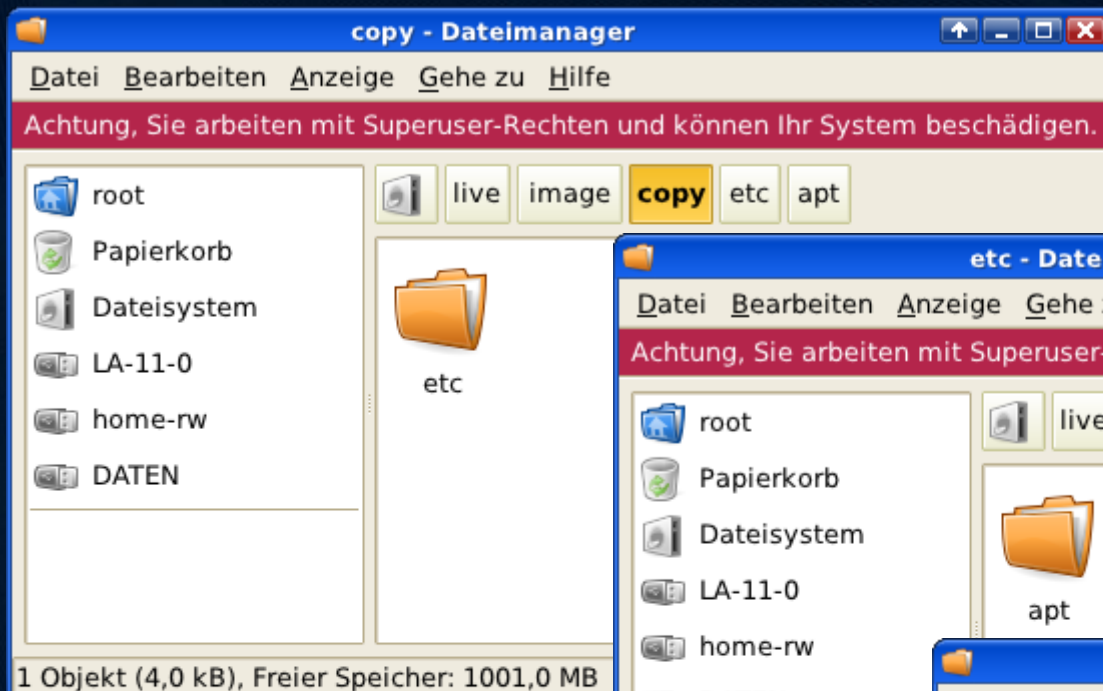 copy - Dateimanager
Datei Bearbeiten Anzeige Gehe zu Hilfe
Achtung, Sie arbeiten mit Superuser-Rechten und können Ihr System beschädigen.
root
Papierkorb
Dateisystem
LA-11-0
home-rw
DATEN
live image copy etc apt
etc
1 Objekt (4,0 kB), Freier Speicher: 1001,0 MB
etc - Date
Datei Bearbeiten Anzeige Gehe
Achtung, Sie arbeiten mit Superuser-
root
Papierkorb
Dateisystem
LA-11-0
home-rw
live
apt